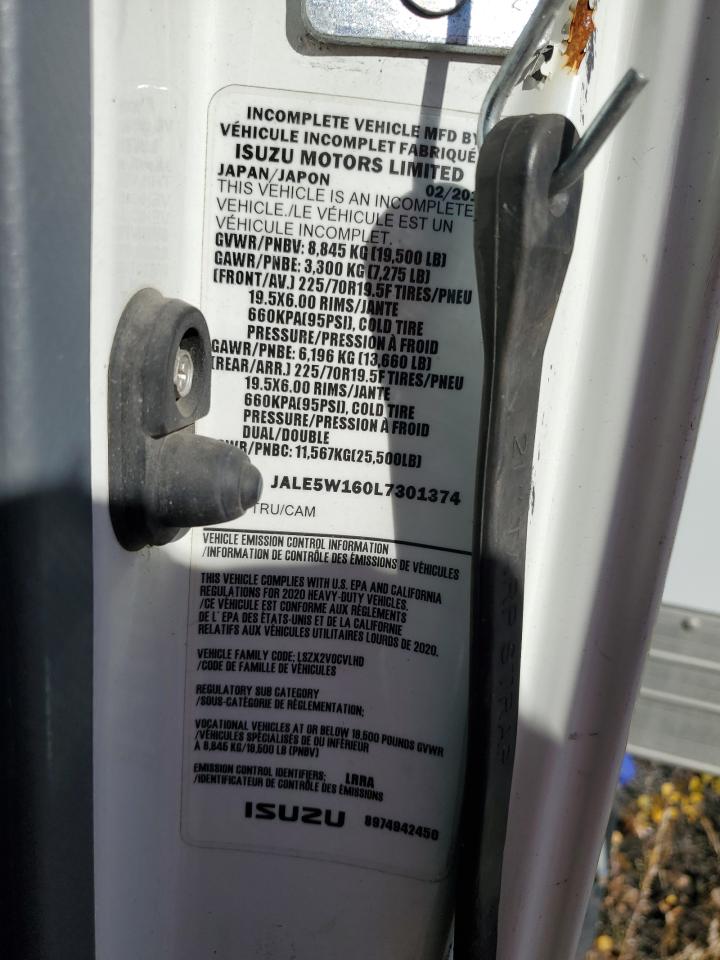 INCOMPLETE VEHICLE MFD BY
VÉHICULE INCOMPLET FABRIQUÉ
ISUZU MOTORS LIMITED
JAPAN/JAPON 02/20
THIS VEHICLE IS AN INCOMPLETE
VEHICLE./LE VÉHICULE EST UN
VÉHICULE INCOMPLET.
GVWR/PNBV: 8,845 KG (19,500 LB)
GAWR/PNBE: 3,300 KG (7,275 LB)
(FRONT/AV.) 225/70R19.5F TIRES/PNEU
19.5X6.00 RIMS/JANTE
660KPA(95PSI), COLD TIRE
PRESSURE/PRESSION À FROID
GAWR/PNBE: 6,196 KG (13,660 LB)
(REAR/ARR.) 225/70R19.5F TIRES/PNEU
19.5X6.00 RIMS/JANTE
660KPA(95PSI), COLD TIRE
PRESSURE/PRESSION À FROID
DUAL/DOUBLE
WR/PNBC: 11,567KG(25,500LB)
JALE5W160L7301374
TRU/CAM
VEHICLE EMISSION CONTROL INFORMATION
/INFORMATION DE CONTRÔLE DES ÉMISSIONS DE VÉHICULES
THIS VEHICLE COMPLIES WITH U.S. EPA AND CALIFORNIA
REGULATIONS FOR 2020 HEAVY-DUTY VEHICLES.
/CE VÉHICULE EST CONFORME AUX RÈGLEMENTS
DE L'EPA DES ÉTATS-UNIS ET DE LA CALIFORNIE
RELATIFS AUX VÉHICULES UTILITAIRES LOURDS DE 2020.
VEHICLE FAMILY CODE: LSZX2VOCVLHD
/CODE DE FAMILLE DE VÉHICULES
REGULATORY SUB CATEGORY
/SOUS-CATÉGORIE DE RÉGLEMENTATION:
VOCATIONAL VEHICLES AT OR BELOW 19,500 POUNDS GVWR
/VÉHICULES SPÉCIALISÉS DE OU INFÉRIEUR
À 8,845 KG/19,500 LB (PNBV)
EMISSION CONTROL IDENTIFIERS: LRRA
/IDENTIFICATEUR DE CONTRÔLE DES ÉMISSIONS
ISUZU 8974942450
STRAP